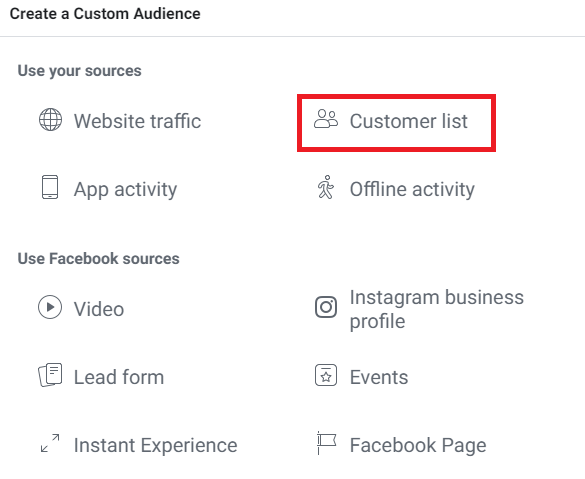 Create a Custom Audience
Use your sources
Website traffic
Customer list
App activity
Offline activity
Use Facebook sources
Video
Instagram business
profile
Lead form
Events
Instant Experience
Facebook Page